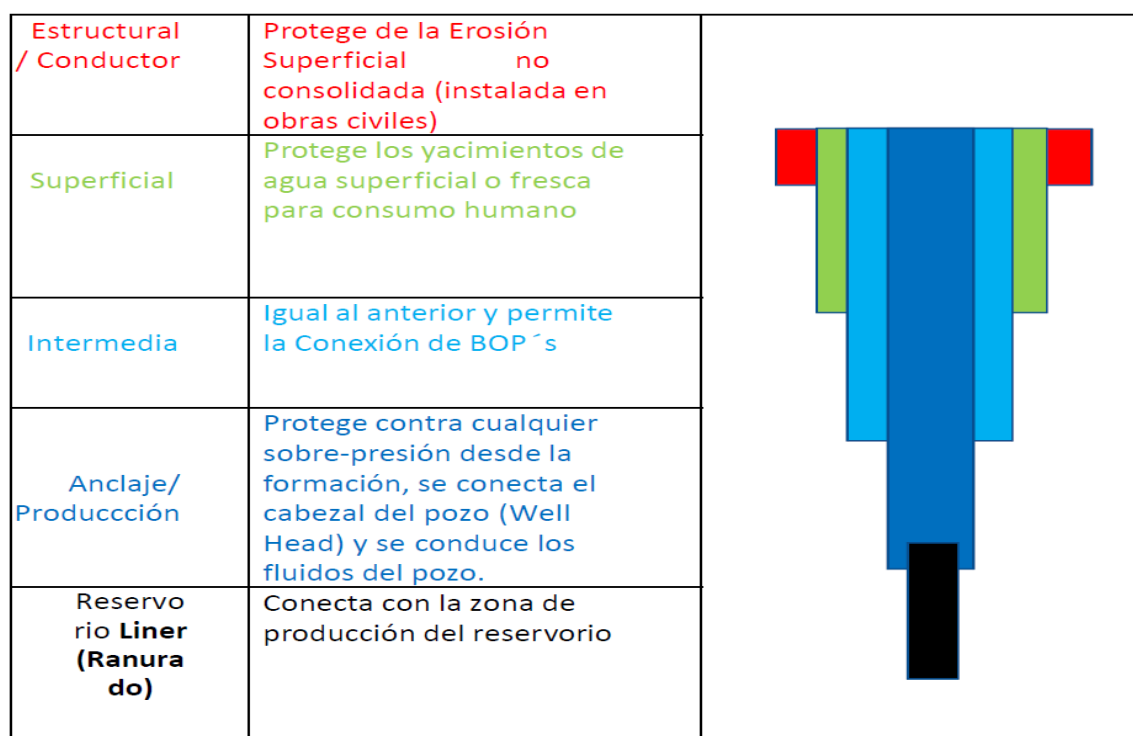 Estructural
/ Conductor
Protege de la Erosión
Superficial no
consolidada (instalada en
obras civiles)
Superficial
Protege los yacimientos de
agua superficial o fresca
para consumo humano
Intermedia
Igual al anterior y permite
la Conexión de BOP´s
Anclaje/
Produccción
Protege contra cualquier
sobre-presión desde la
formación, se conecta el
cabezal del pozo (Well
Head) y se conduce los
fluidos del pozo.
Reservo
rio Liner
(Ranura
do)
Conecta con la zona de
producción del reservorio